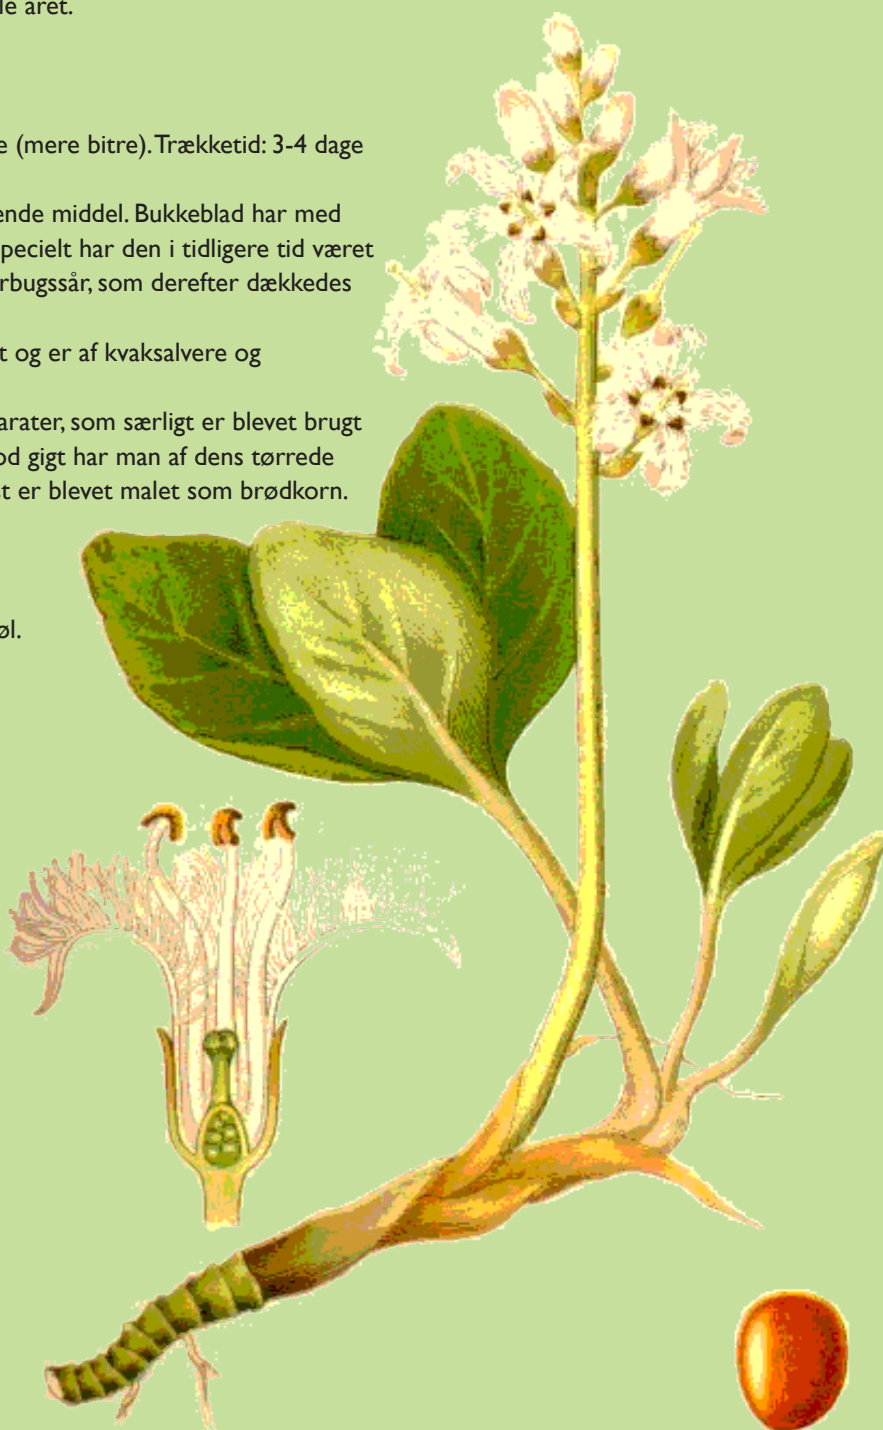 le året.
e (mere bitre). Trækketid: 3-4 dage
ende middel. Bukkeblad har med
pecielt har den i tidligere tid været
rbugssår, som derefter dækkedes
t og er af kvaksalvere og
arater, som særligt er blevet brugt
od gigt har man af dens tørrede
st er blevet malet som brødkorn.
øl.